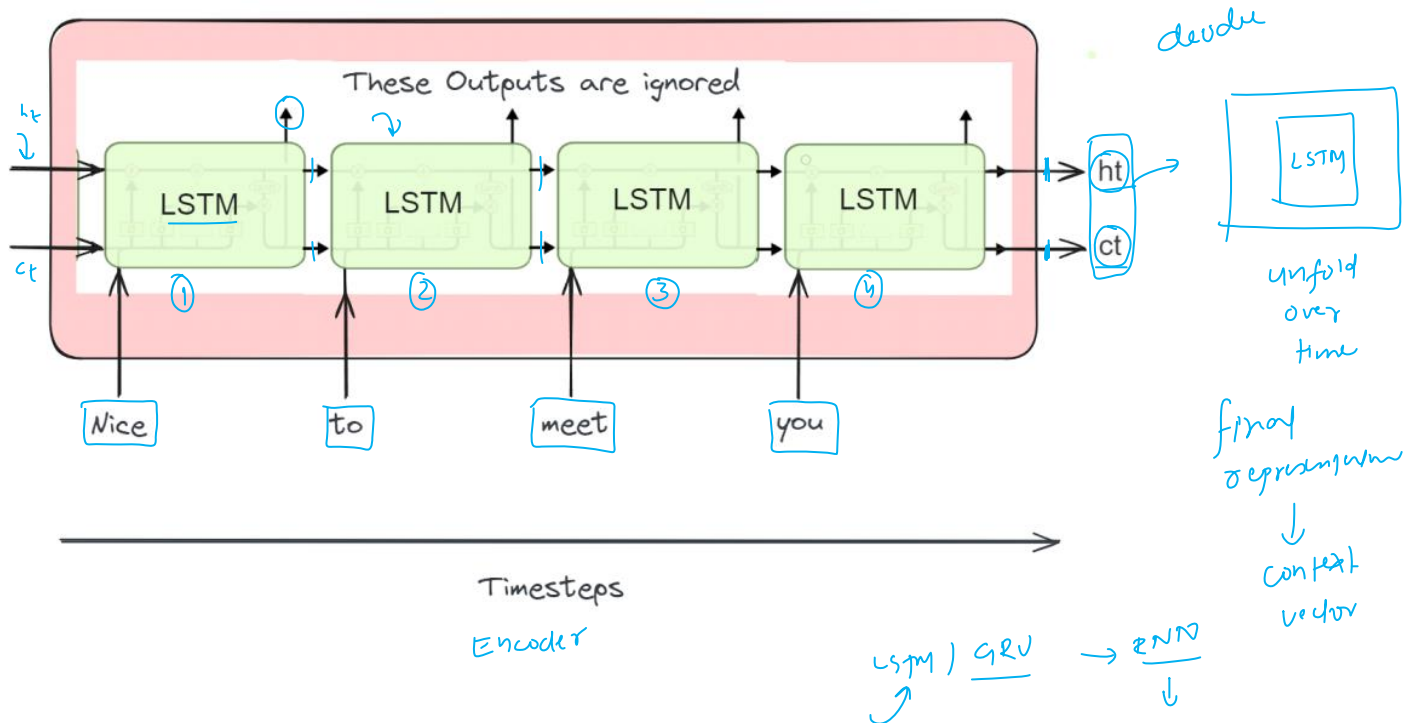 decoder
These Outputs are ignored
ht
LSTM
LSTM
LSTM
LSTM
ht
LSTM
ct
ct
① ② ③ ④
unfold
over
time
Nice
to
meet
you
final
↓
context
vector
Timesteps
Encoder
LSTM / GRU → RNN
↓